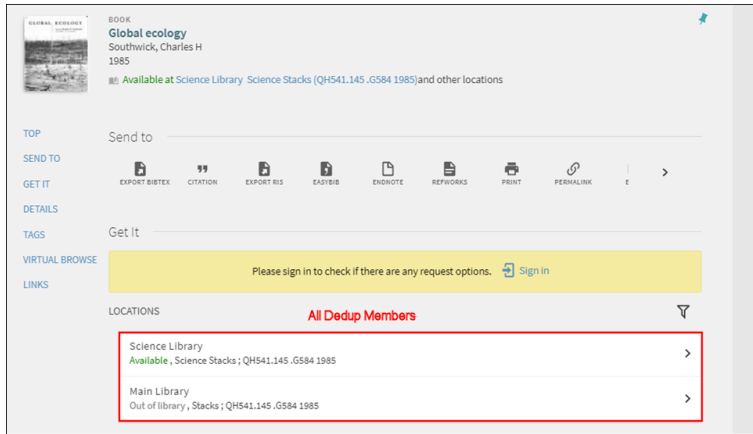 GLOBAL ECOLOGY
BOOK
Global ecology
Southwick, Charles H
1985
Available at Science Library Science Stacks (QH541.145 .G584 1985)and other locations
TOP
SEND TO
GET IT
DETAILS
TAGS
VIRTUAL BROWSE
LINKS
Send to
EXPORT BIBTEX CITATION EXPORT RIS EASYBIB ENDNOTE REFWORKS PRINT PERMALINK E
Get It
Please sign in to check if there are any request options. Sign in
LOCATIONS
All Dedup Members
Science Library
Available , Science Stacks ; QH541.145 .G584 1985
Main Library
Out of library , Stacks ; QH541.145 .G584 1985